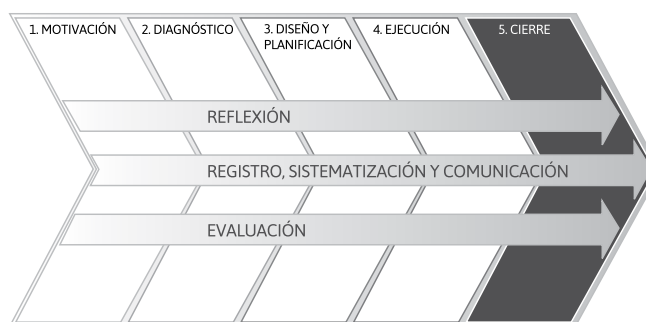 1. MOTIVACIÓN
2. DIAGNÓSTICO
3. DISEÑO Y
PLANIFICACIÓN
4. EJECUCIÓN
5. CIERRE
REFLEXIÓN
REGISTRO, SISTEMATIZACIÓN Y COMUNICACIÓN
EVALUACIÓN